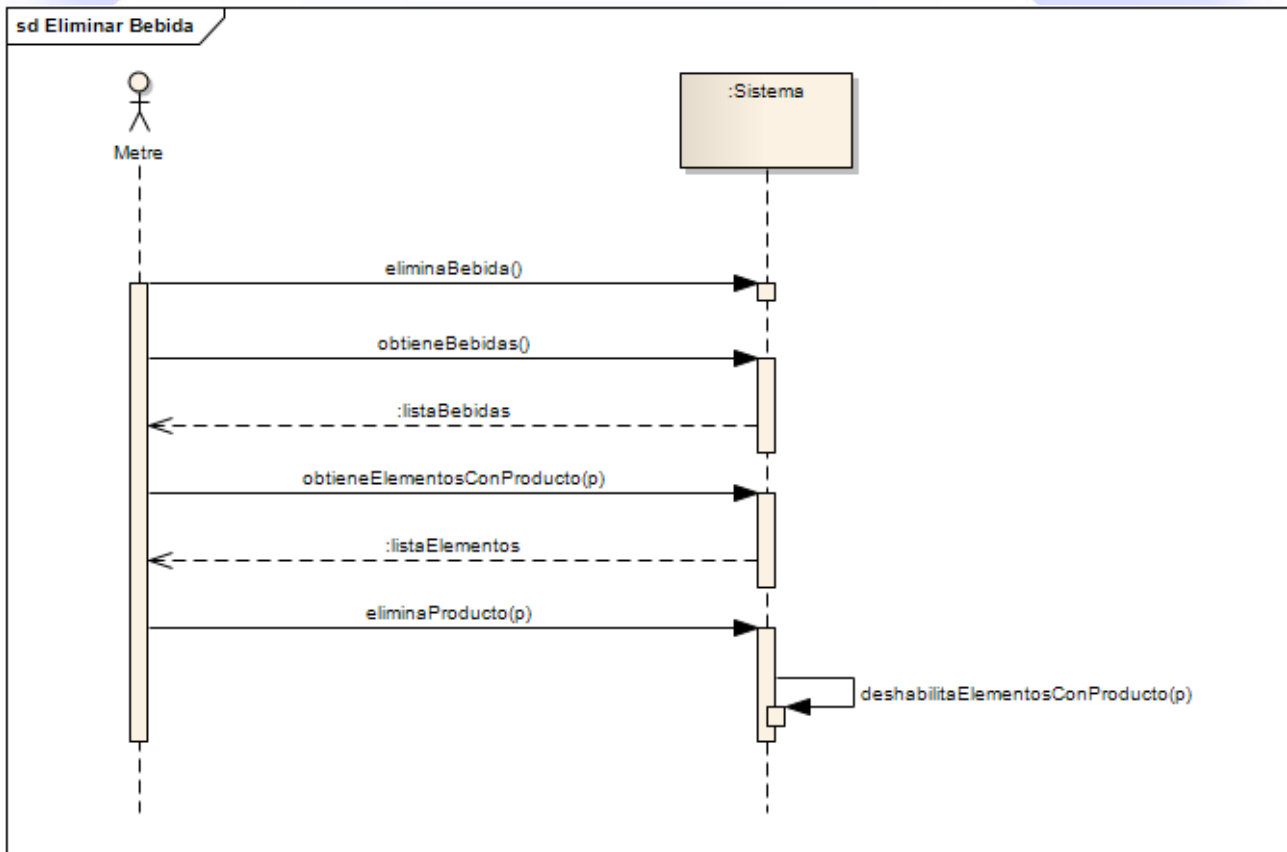 sd Eliminar Bebida
:Sistema
Metre
eliminaBebida()
obtieneBebidas()
:listaBebidas
obtieneElementosConProducto(p)
:listaElementos
eliminaProducto(p)
deshabilitaElementosConProducto(p)